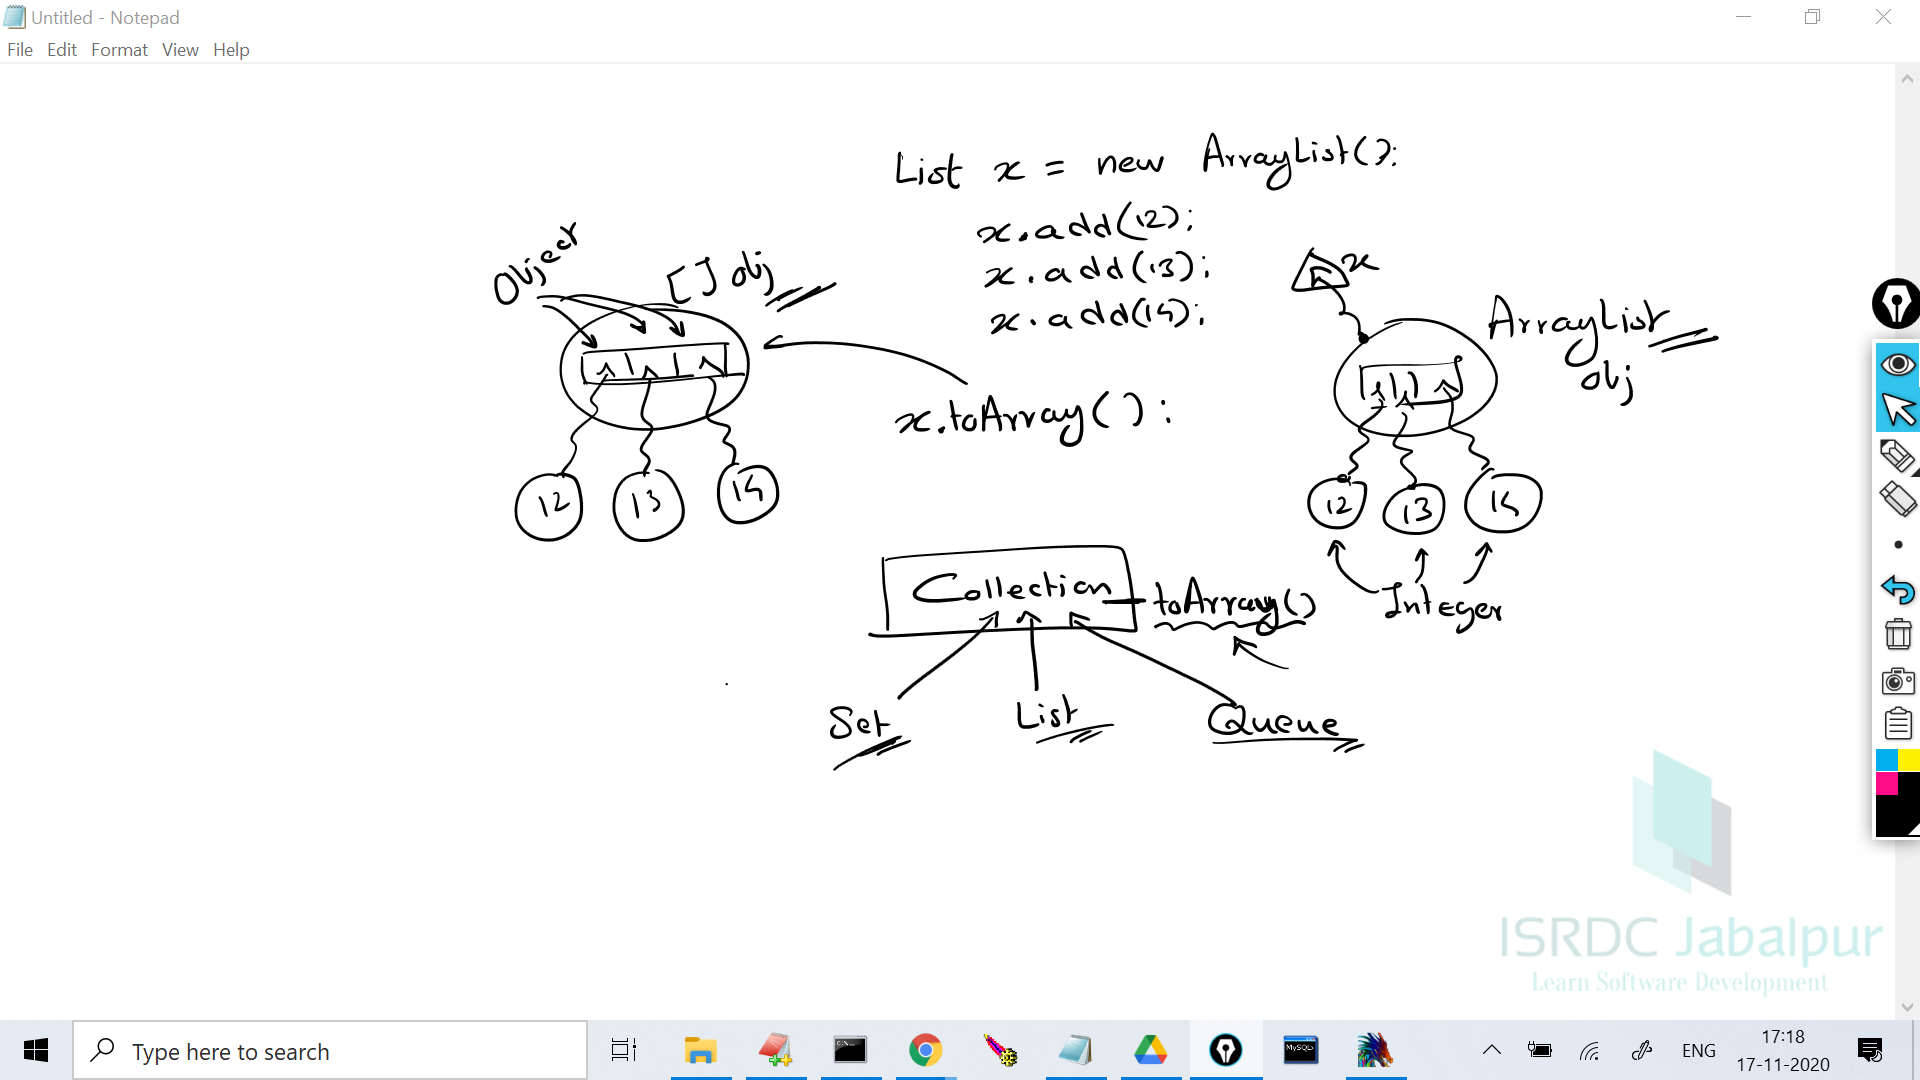 Untitled - Notepad
File Edit Format View Help
List x = new ArrayList();
x.add(12);
x.add(13);
x.add(14);
Object
[] obj
x
ArrayList
obj
x.toArray();
12 13 14
12 13 14
Integer
Collection
toArray()
Set List Queue
ISRDC Jabalpur
Learn Software Development
Type here to search
MySQL
ENG
17:18
17-11-2020